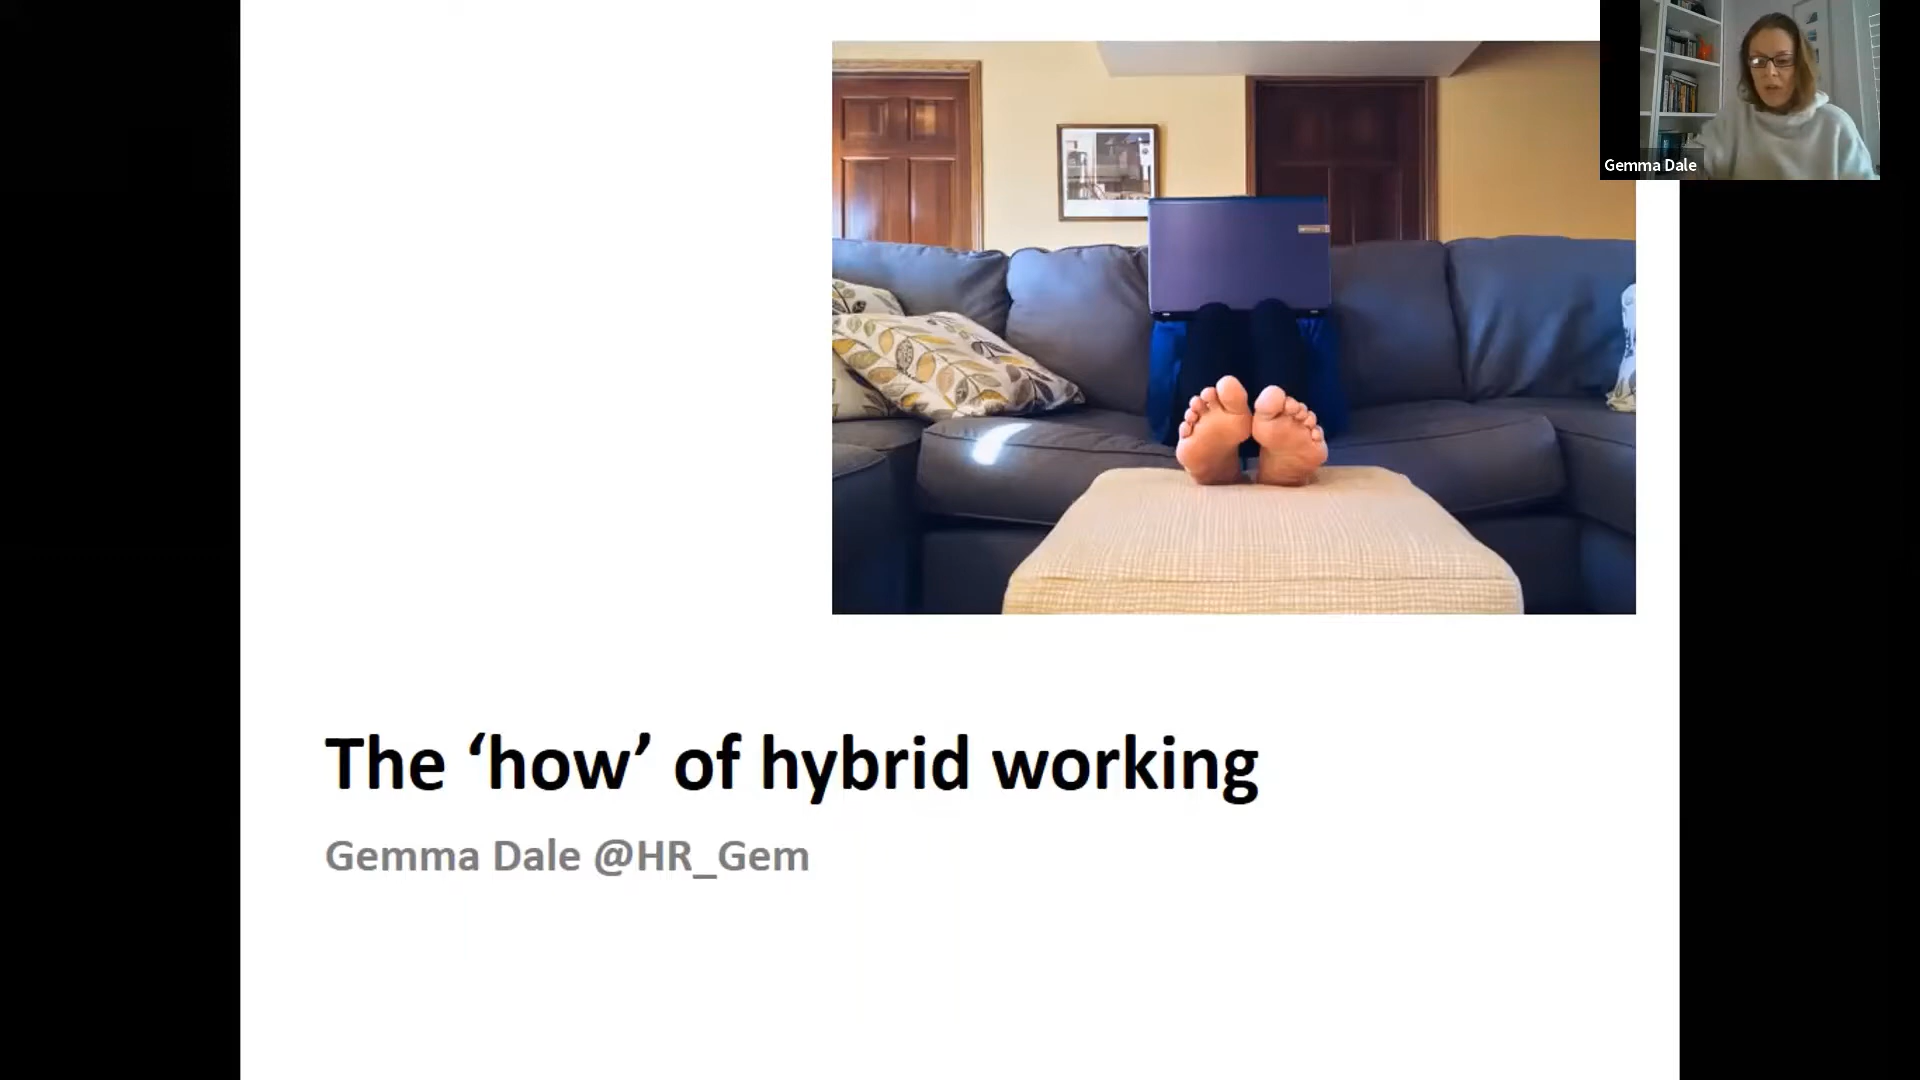 Gemma Dale
The ‘how’ of hybrid working
Gemma Dale @HR_Gem